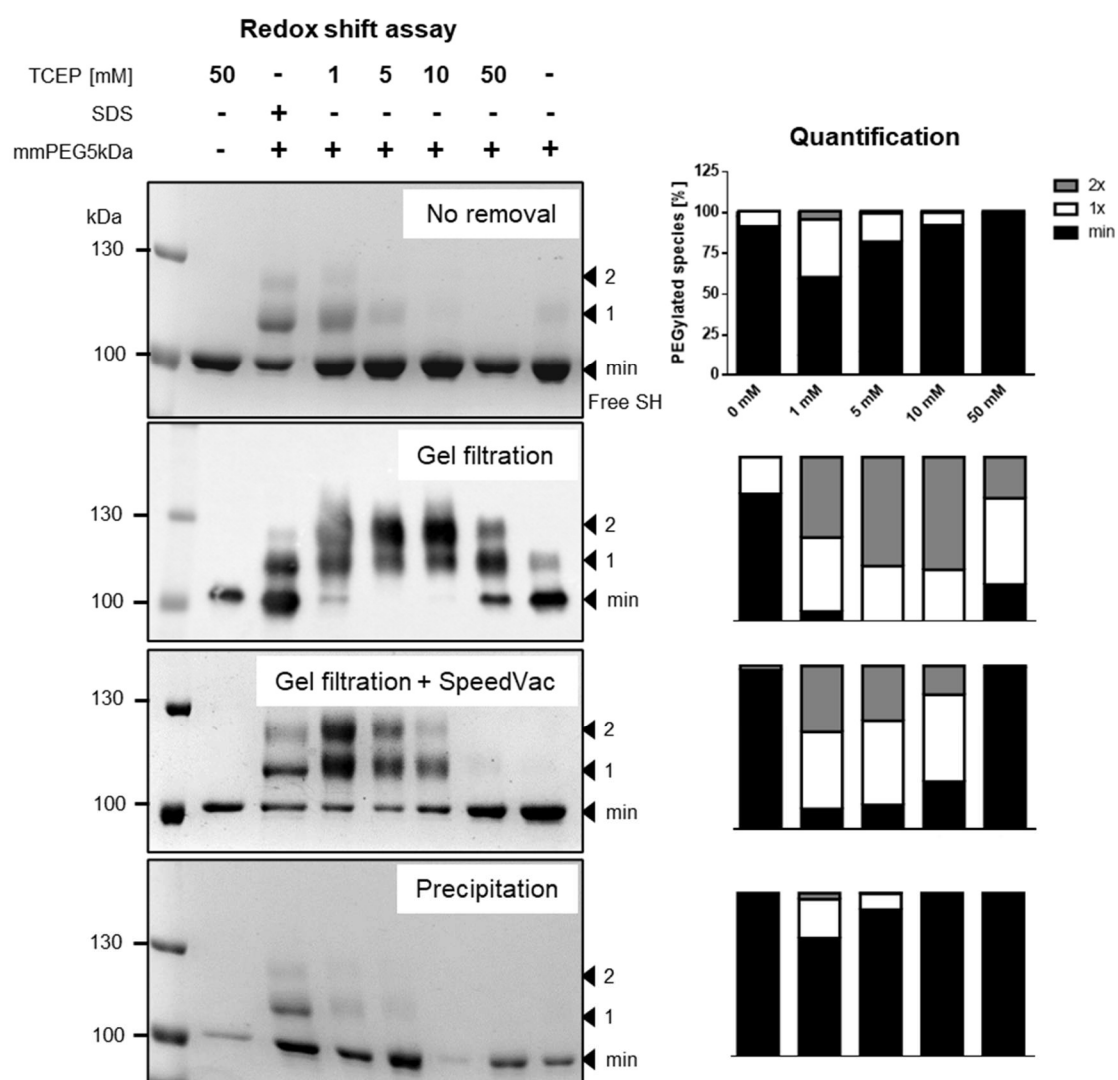 Redox shift assay
TCEP [mM] 50 - 1 5 10 50 -
SDS - + - - - - -
mmPEG5kDa - + + + + + +
kDa
No removal
130
2
1
100
min
Free SH
Gel filtration
130
2
1
100
min
Gel filtration + SpeedVac
130
2
1
100
min
Precipitation
130
2
1
100
min
Quantification
PEGylated species [%]
125
100
75
50
25
0
2x
1x
min
0 mM 1 mM 5 mM 10 mM 50 mM